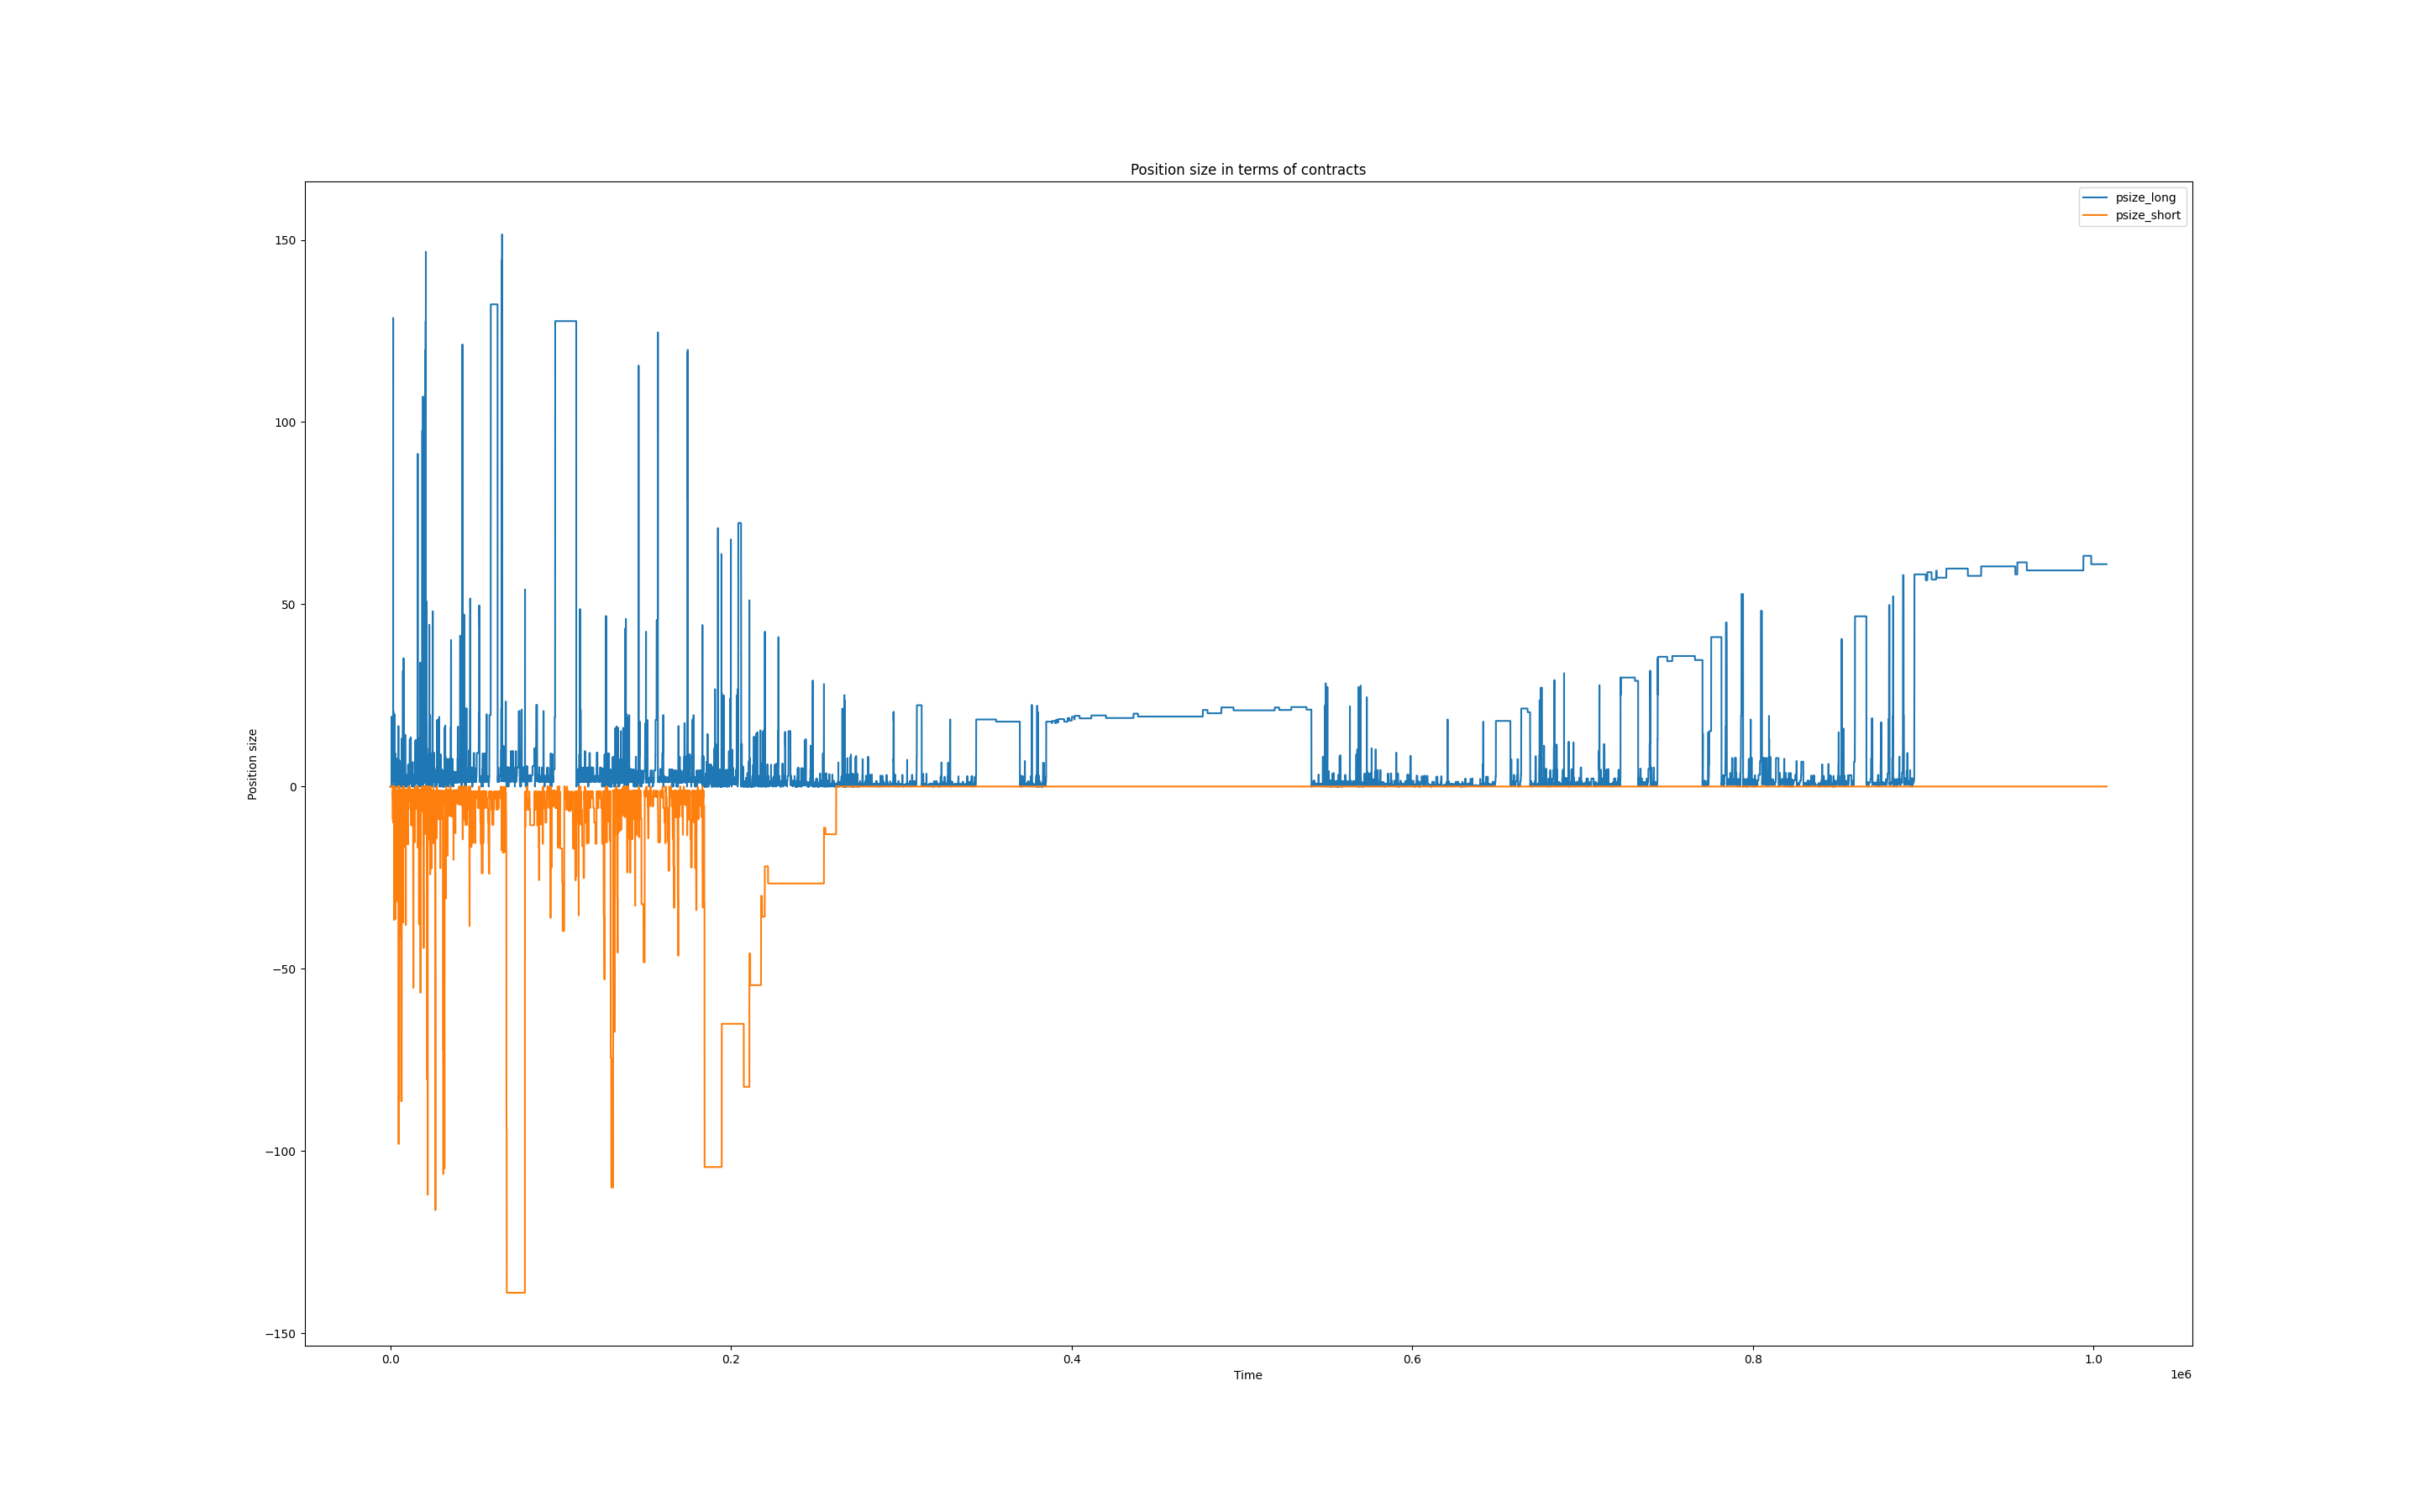 Position size in terms of contracts
psize_long
psize_short
150
100
50
0
−50
−100
−150
Position size
0.0
0.2
0.4
0.6
0.8
1.0
Time
1e6